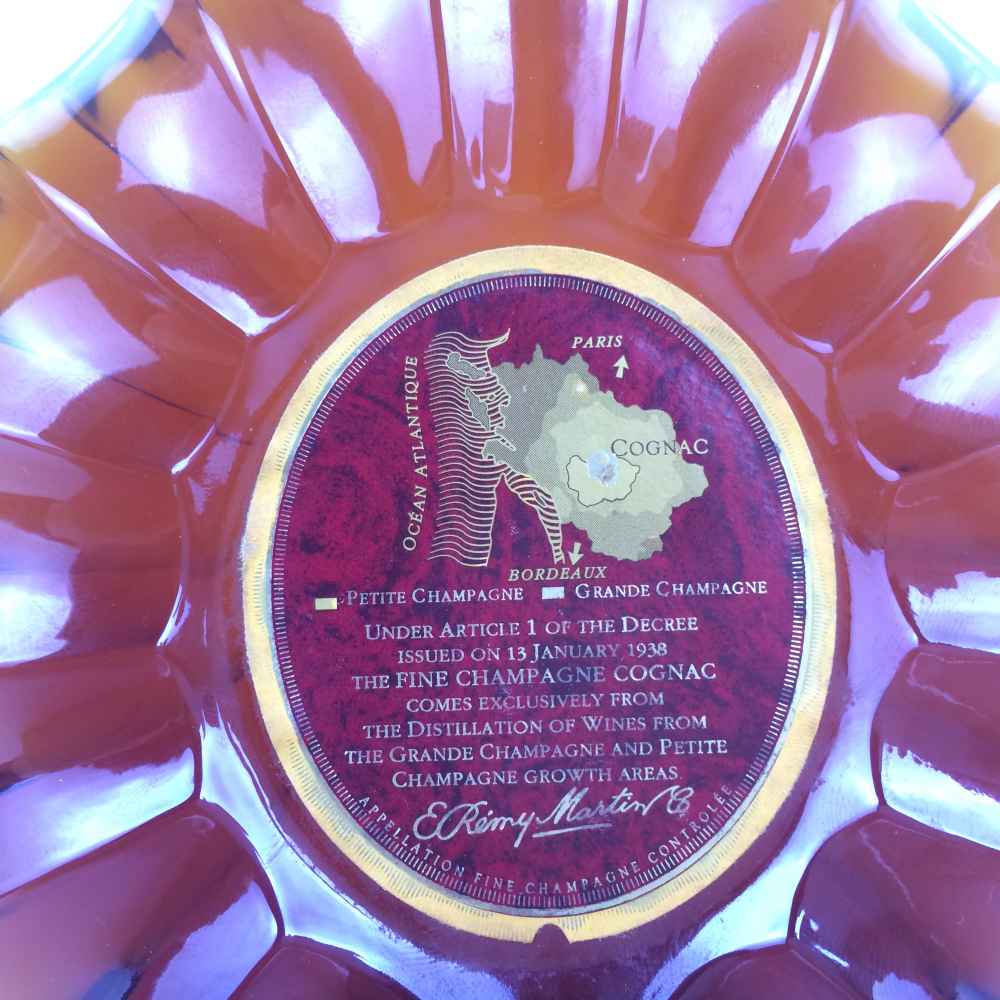 PARIS
OCÉAN ATLANTIQUE
COGNAC
BORDEAUX
PETITE CHAMPAGNE GRANDE CHAMPAGNE
UNDER ARTICLE 1 OF THE DECREE
ISSUED ON 13 JANUARY 1938
THE FINE CHAMPAGNE COGNAC
COMES EXCLUSIVELY FROM
THE DISTILLATION OF WINES FROM
THE GRANDE CHAMPAGNE AND PETITE
CHAMPAGNE GROWTH AREAS.
E. Rémy Martin & Co
APPELLATION FINE CHAMPAGNE CONTROLÉE